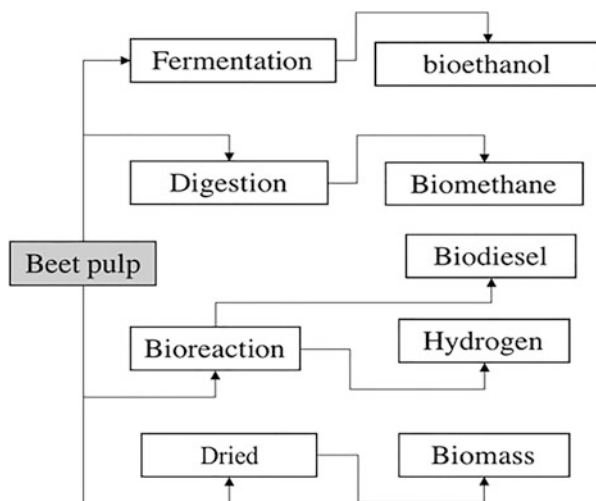 Fermentation
bioethanol
Digestion
Biomethane
Beet pulp
Biodiesel
Bioreaction
Hydrogen
Dried
Biomass